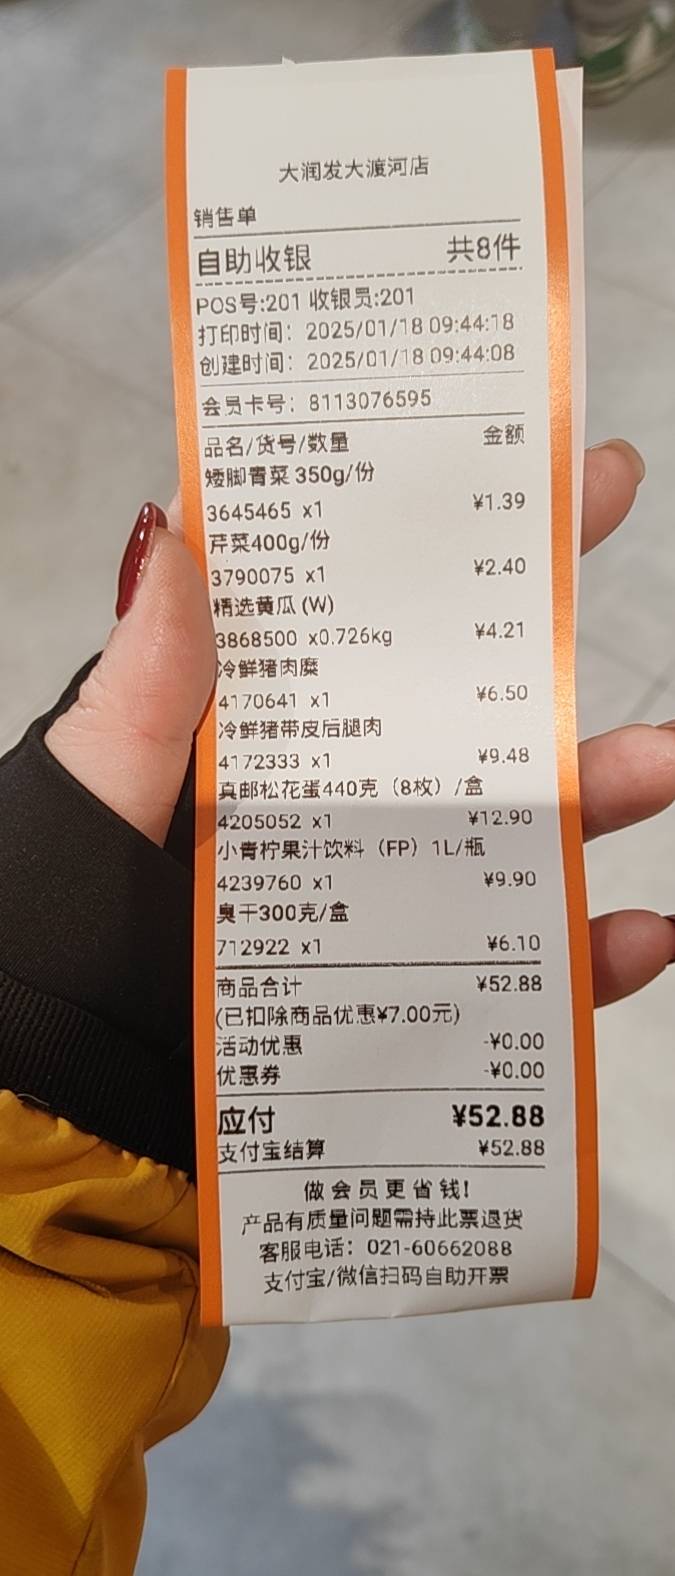 大润发大渡河店
销售单
自助收银 共8件
POS号:201 收银员:201
打印时间: 2025/01/18 09:44:18
创建时间: 2025/01/18 09:44:08
会员卡号: 8113076595
品名/货号/数量 金额
矮脚青菜 350g/份
3645465 x1 ¥1.39
芹菜400g/份
3790075 x1 ¥2.40
精选黄瓜 (W)
3868500 x0.726kg ¥4.21
冷鲜猪肉糜
4170641 x1 ¥6.50
冷鲜猪带皮后腿肉
4172333 x1 ¥9.48
真邮松花蛋440克（8枚）/盒
4205052 x1 ¥12.90
小青柠果汁饮料（FP）1L/瓶
4239760 x1 ¥9.90
臭干300克/盒
712922 x1 ¥6.10
商品合计 ¥52.88
(已扣除商品优惠¥7.00元)
活动优惠 -¥0.00
优惠券 -¥0.00
应付 ¥52.88
支付宝结算 ¥52.88
做会员更省钱!
产品有质量问题需持此票退货
客服电话: 021-60662088
支付宝/微信扫码自助开票